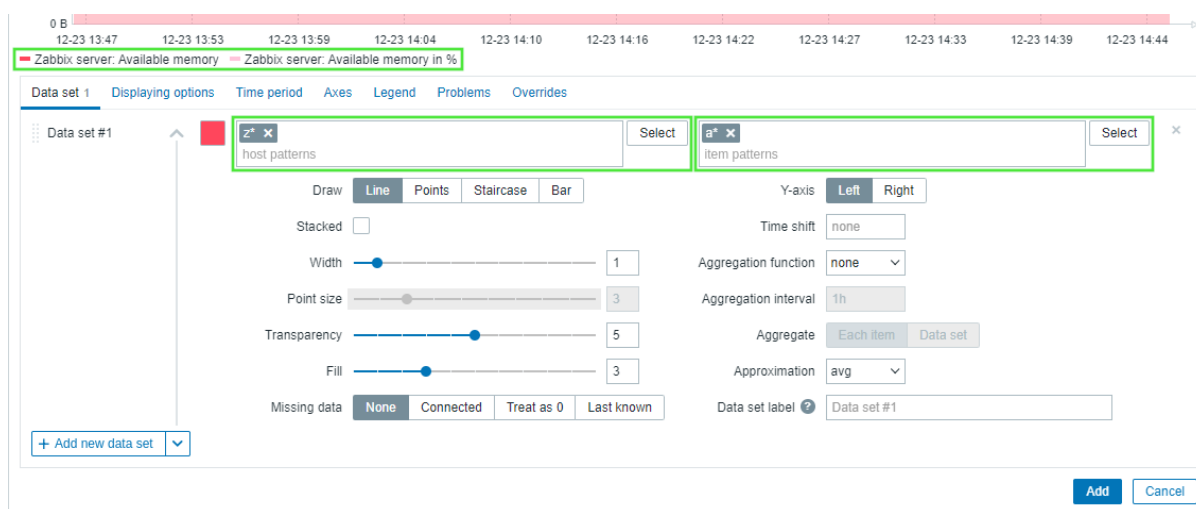 0 B
12-23 13:47 12-23 13:53 12-23 13:59 12-23 14:04 12-23 14:10 12-23 14:16 12-23 14:22 12-23 14:27 12-23 14:33 12-23 14:39 12-23 14:44
Zabbix server: Available memory Zabbix server: Available memory in %
Data set 1 Displaying options Time period Axes Legend Problems Overrides
Data set #1 z* × Select a* × Select ×
host patterns item patterns
Draw Line Points Staircase Bar Y-axis Left Right
Stacked Time shift none
Width 1 Aggregation function none
Point size 3 Aggregation interval 1h
Transparency 5 Aggregate Each item Data set
Fill 3 Approximation avg
Missing data None Connected Treat as 0 Last known Data set label ? Data set #1
+ Add new data set
Add Cancel